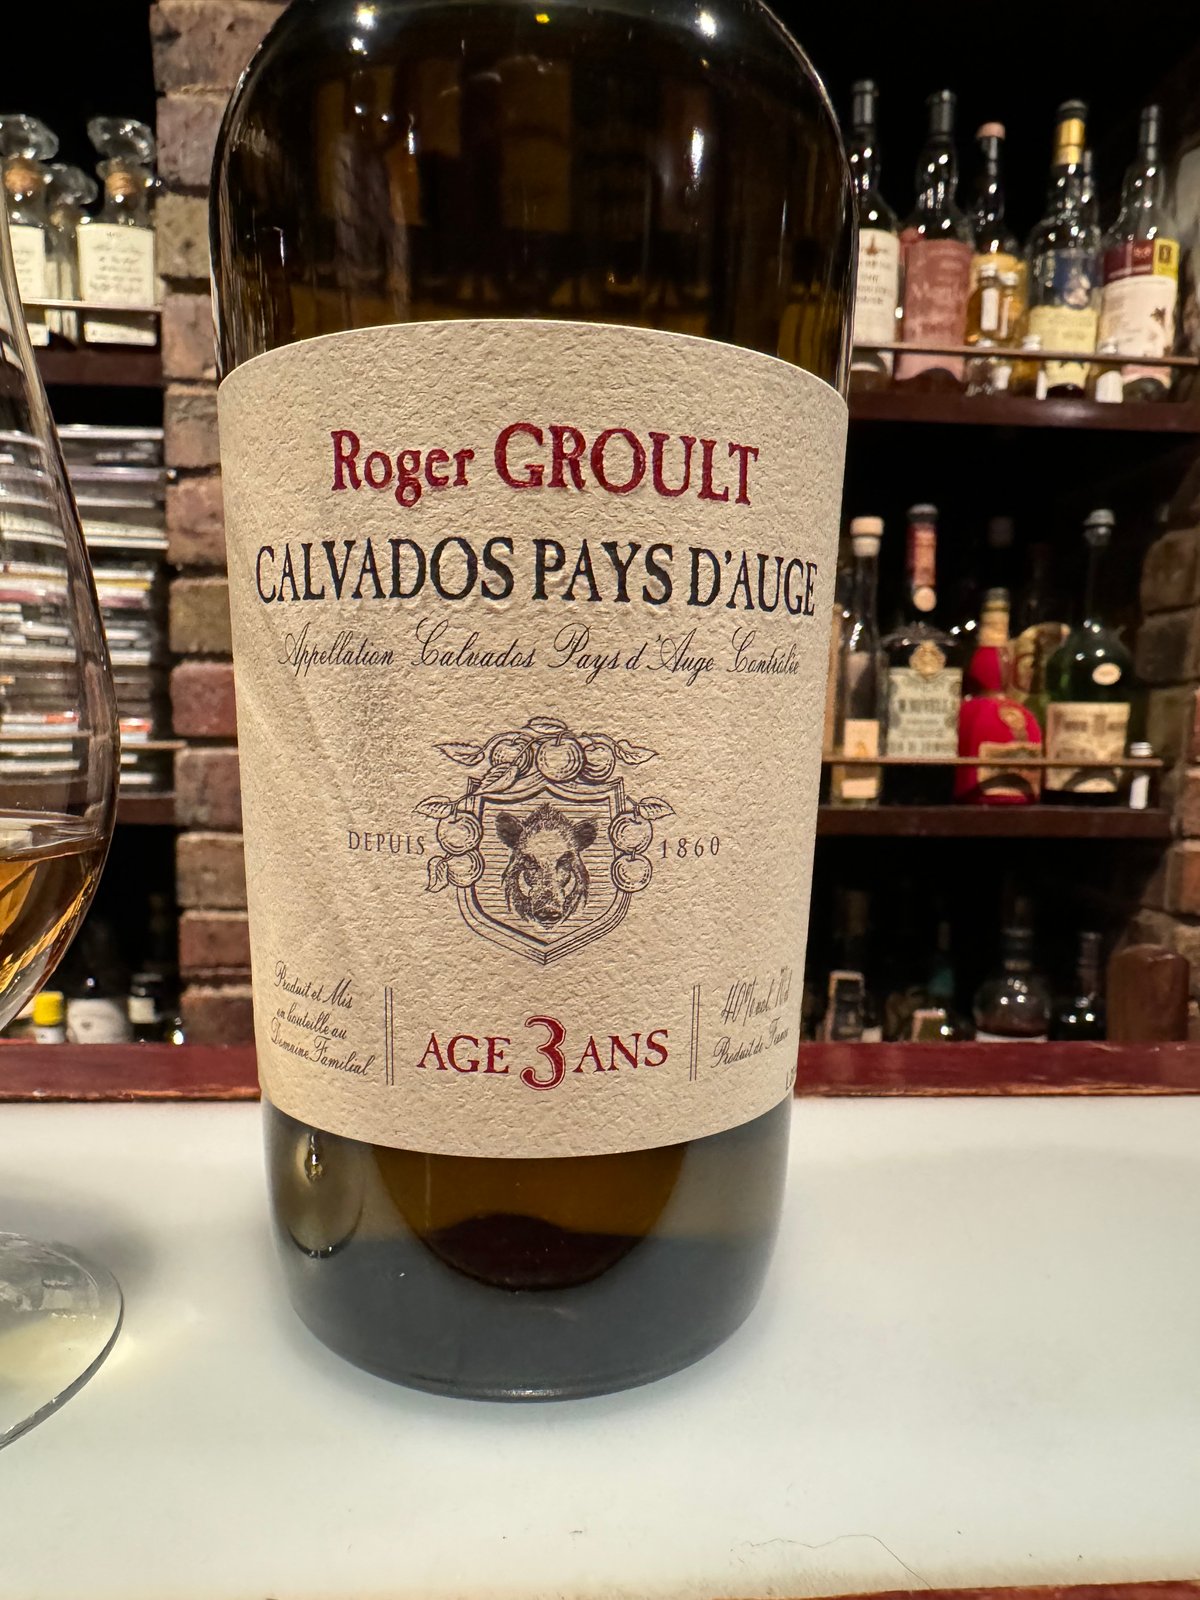 Roger GROULT
CALVADOS PAYS D'AUGE
Appellation Calvados Pays d'Auge Contrôlée
DEPUIS 1860
Produit et Mis
en bouteille au
Domaine Familial
AGE 3 ANS
40% vol. 70cl
Produit de France